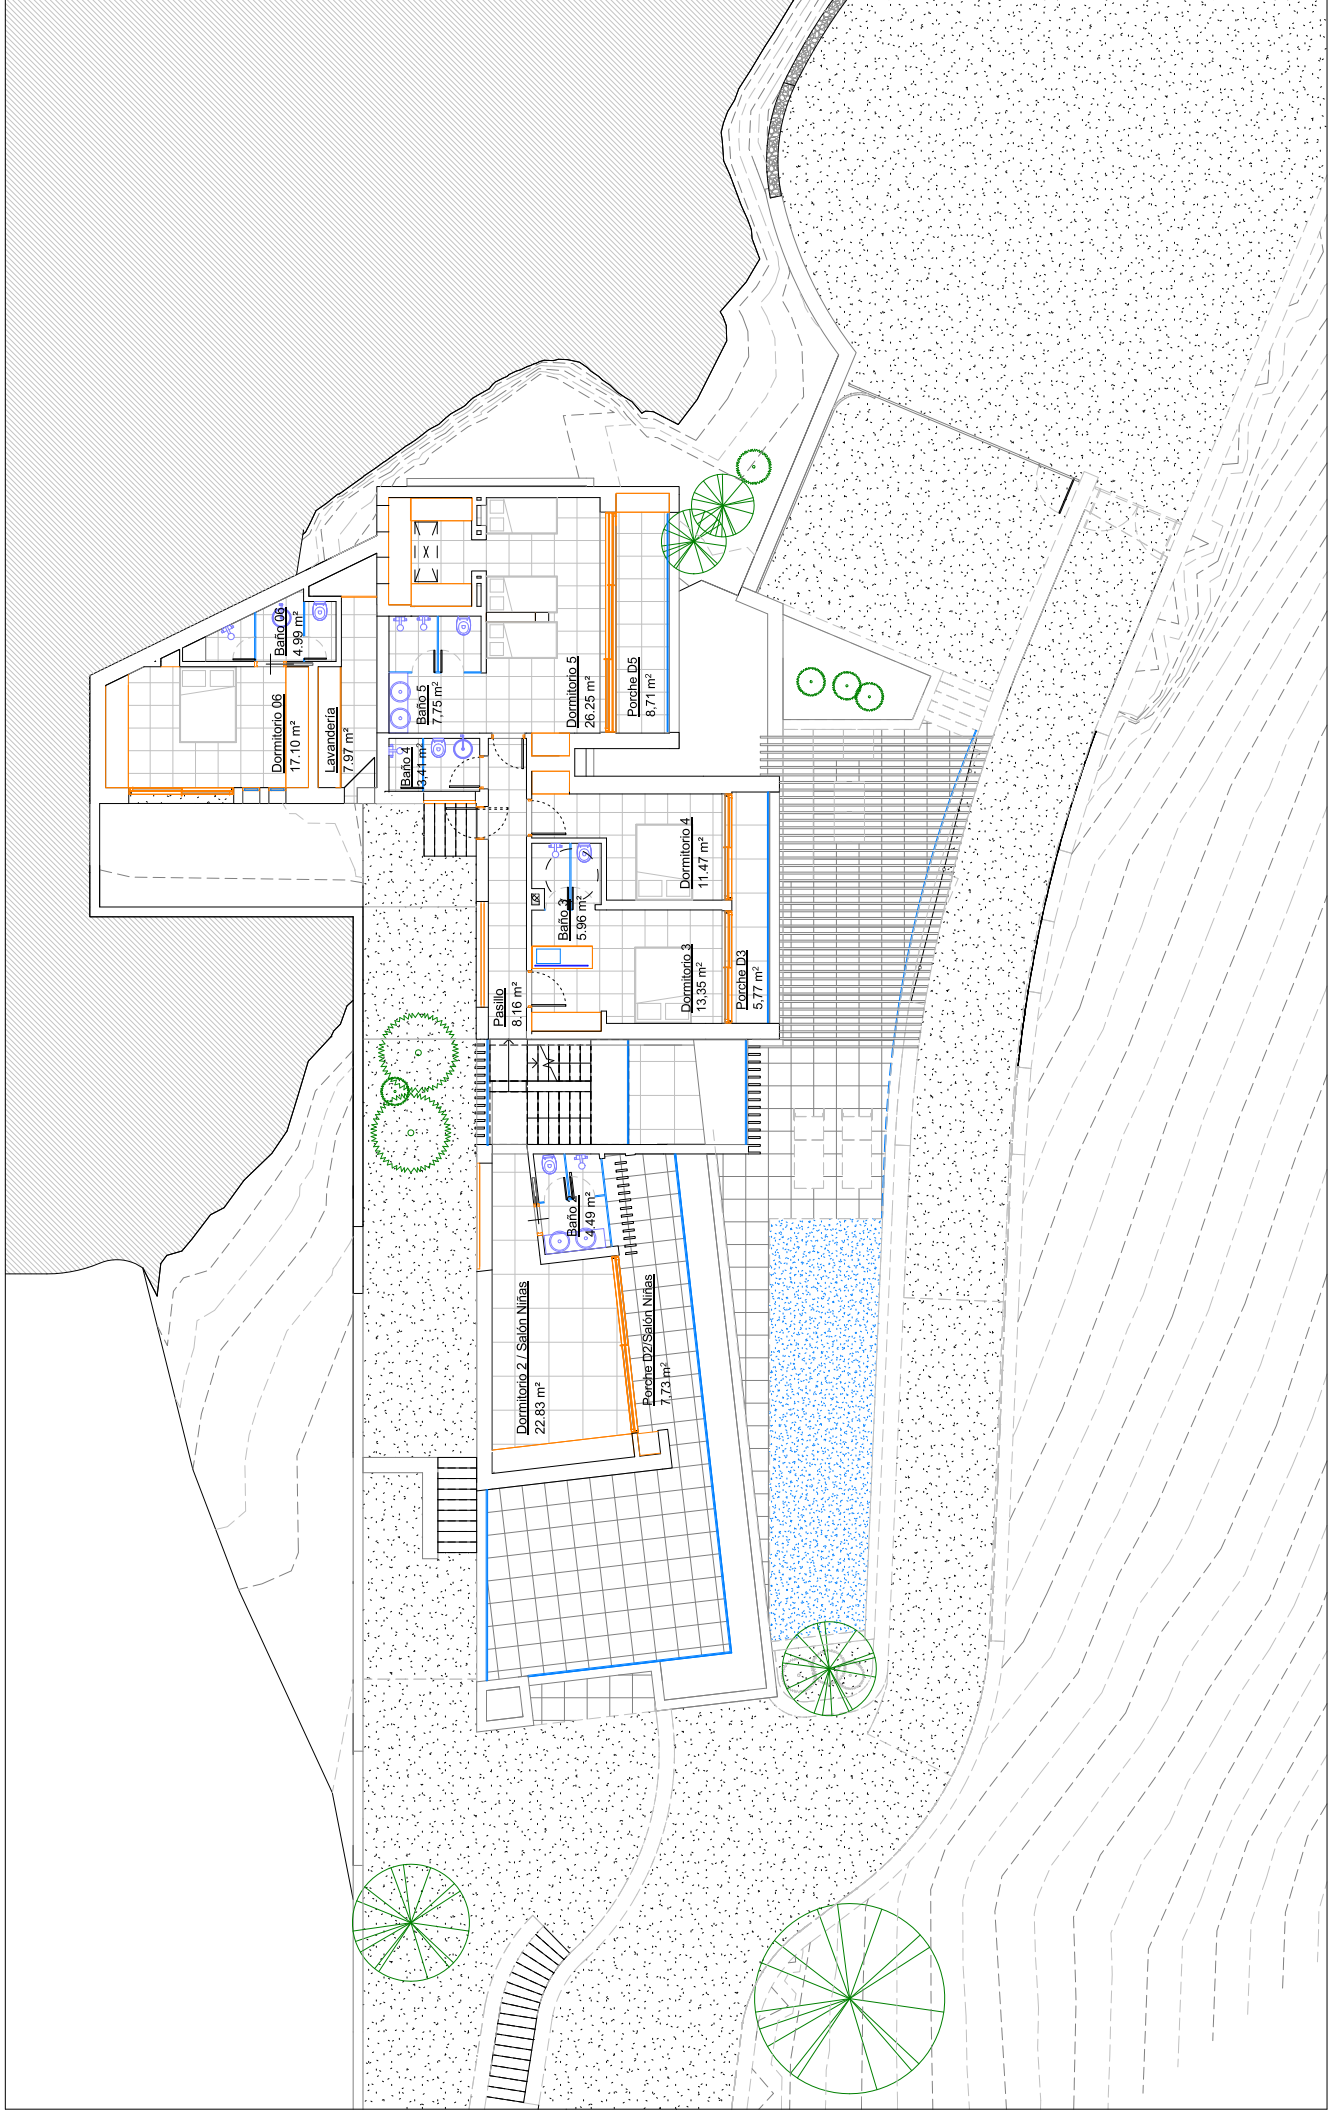 Baño 06
4.99 m²
Dormitorio 06
17.10 m²
Lavandería
7.97 m²
Baño 5
7,75 m²
Baño 4
3,41 m²
Dormitorio 5
26.25 m²
Porche D5
8,71 m²
Dormitorio 4
11.47 m²
Baño 3
5.96 m²
Dormitorio 3
13,35 m²
Porche D3
5,77 m²
Pasillo
8,16 m²
Baño 2
4.49 m²
Dormitorio 2 / Salón Niñas
22.83 m²
Porche D2/Salón Niñas
7,73 m²